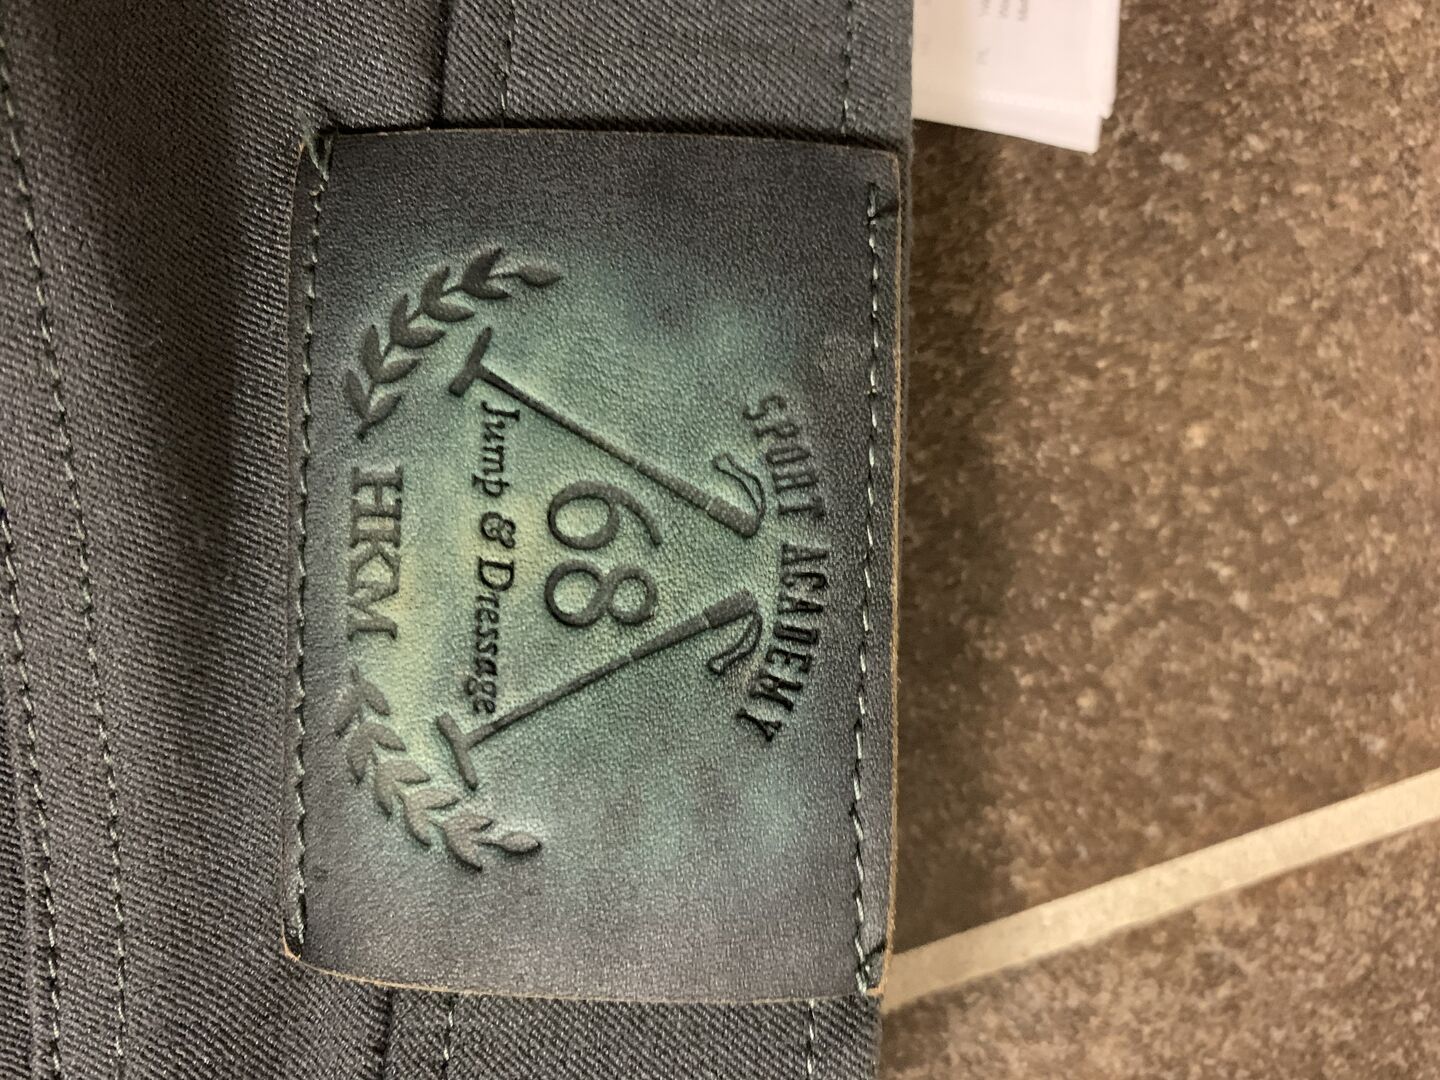 SPORT ACADEMY
68
Jump & Dressage
HKM